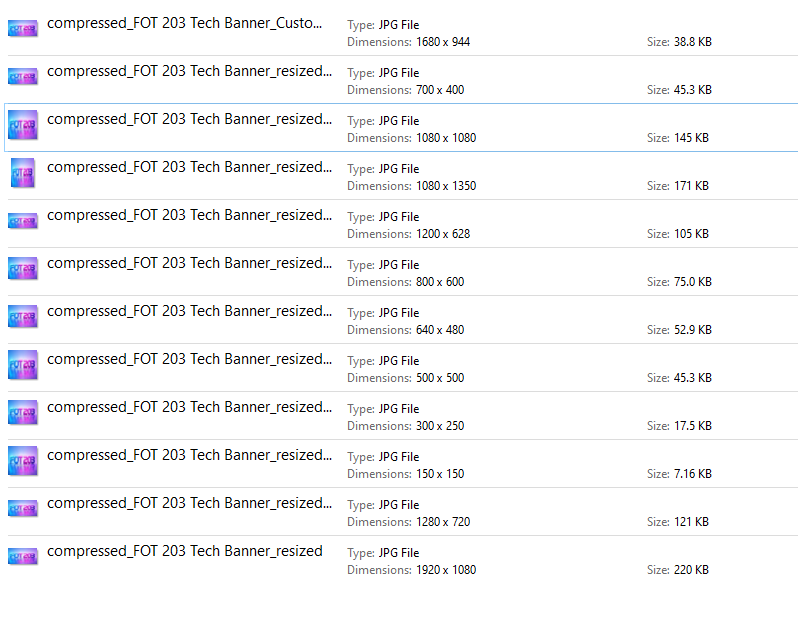 compressed_FOT 203 Tech Banner_Custo...
Type: JPG File
Dimensions: 1680 x 944
Size: 38.8 KB
compressed_FOT 203 Tech Banner_resized...
Type: JPG File
Dimensions: 700 x 400
Size: 45.3 KB
compressed_FOT 203 Tech Banner_resized...
Type: JPG File
Dimensions: 1080 x 1080
Size: 145 KB
compressed_FOT 203 Tech Banner_resized...
Type: JPG File
Dimensions: 1080 x 1350
Size: 171 KB
compressed_FOT 203 Tech Banner_resized...
Type: JPG File
Dimensions: 1200 x 628
Size: 105 KB
compressed_FOT 203 Tech Banner_resized...
Type: JPG File
Dimensions: 800 x 600
Size: 75.0 KB
compressed_FOT 203 Tech Banner_resized...
Type: JPG File
Dimensions: 640 x 480
Size: 52.9 KB
compressed_FOT 203 Tech Banner_resized...
Type: JPG File
Dimensions: 500 x 500
Size: 45.3 KB
compressed_FOT 203 Tech Banner_resized...
Type: JPG File
Dimensions: 300 x 250
Size: 17.5 KB
compressed_FOT 203 Tech Banner_resized...
Type: JPG File
Dimensions: 150 x 150
Size: 7.16 KB
compressed_FOT 203 Tech Banner_resized...
Type: JPG File
Dimensions: 1280 x 720
Size: 121 KB
compressed_FOT 203 Tech Banner_resized
Type: JPG File
Dimensions: 1920 x 1080
Size: 220 KB